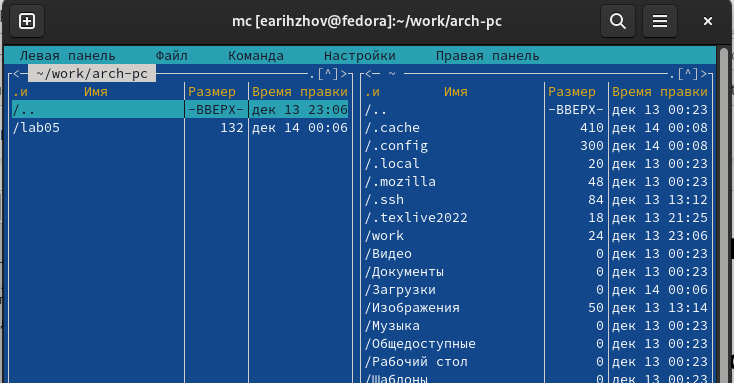 mc [earihzhov@fedora]:~/work/arch-pc
Левая панель Файл Команда Настройки Правая панель
<— ~/work/arch-pc .[^]>
.и Имя Размер Время правки
/.. -ВВЕРХ- дек 13 23:06
/lab05 132 дек 14 00:06
<— ~ .[^]>
.и Имя Размер Время правки
/.. -ВВЕРХ- дек 13 00:23
/.cache 410 дек 14 00:08
/.config 300 дек 14 00:08
/.local 20 дек 13 00:23
/.mozilla 48 дек 13 00:23
/.ssh 84 дек 13 13:12
/.texlive2022 18 дек 13 21:25
/work 24 дек 13 23:06
/Видео 0 дек 13 00:23
/Документы 0 дек 13 00:23
/Загрузки 0 дек 14 00:06
/Изображения 50 дек 13 13:14
/Музыка 0 дек 13 00:23
/Общедоступные 0 дек 13 00:23
/Рабочий стол 0 дек 13 00:23
/Шаблоны 0 дек 13 00:23